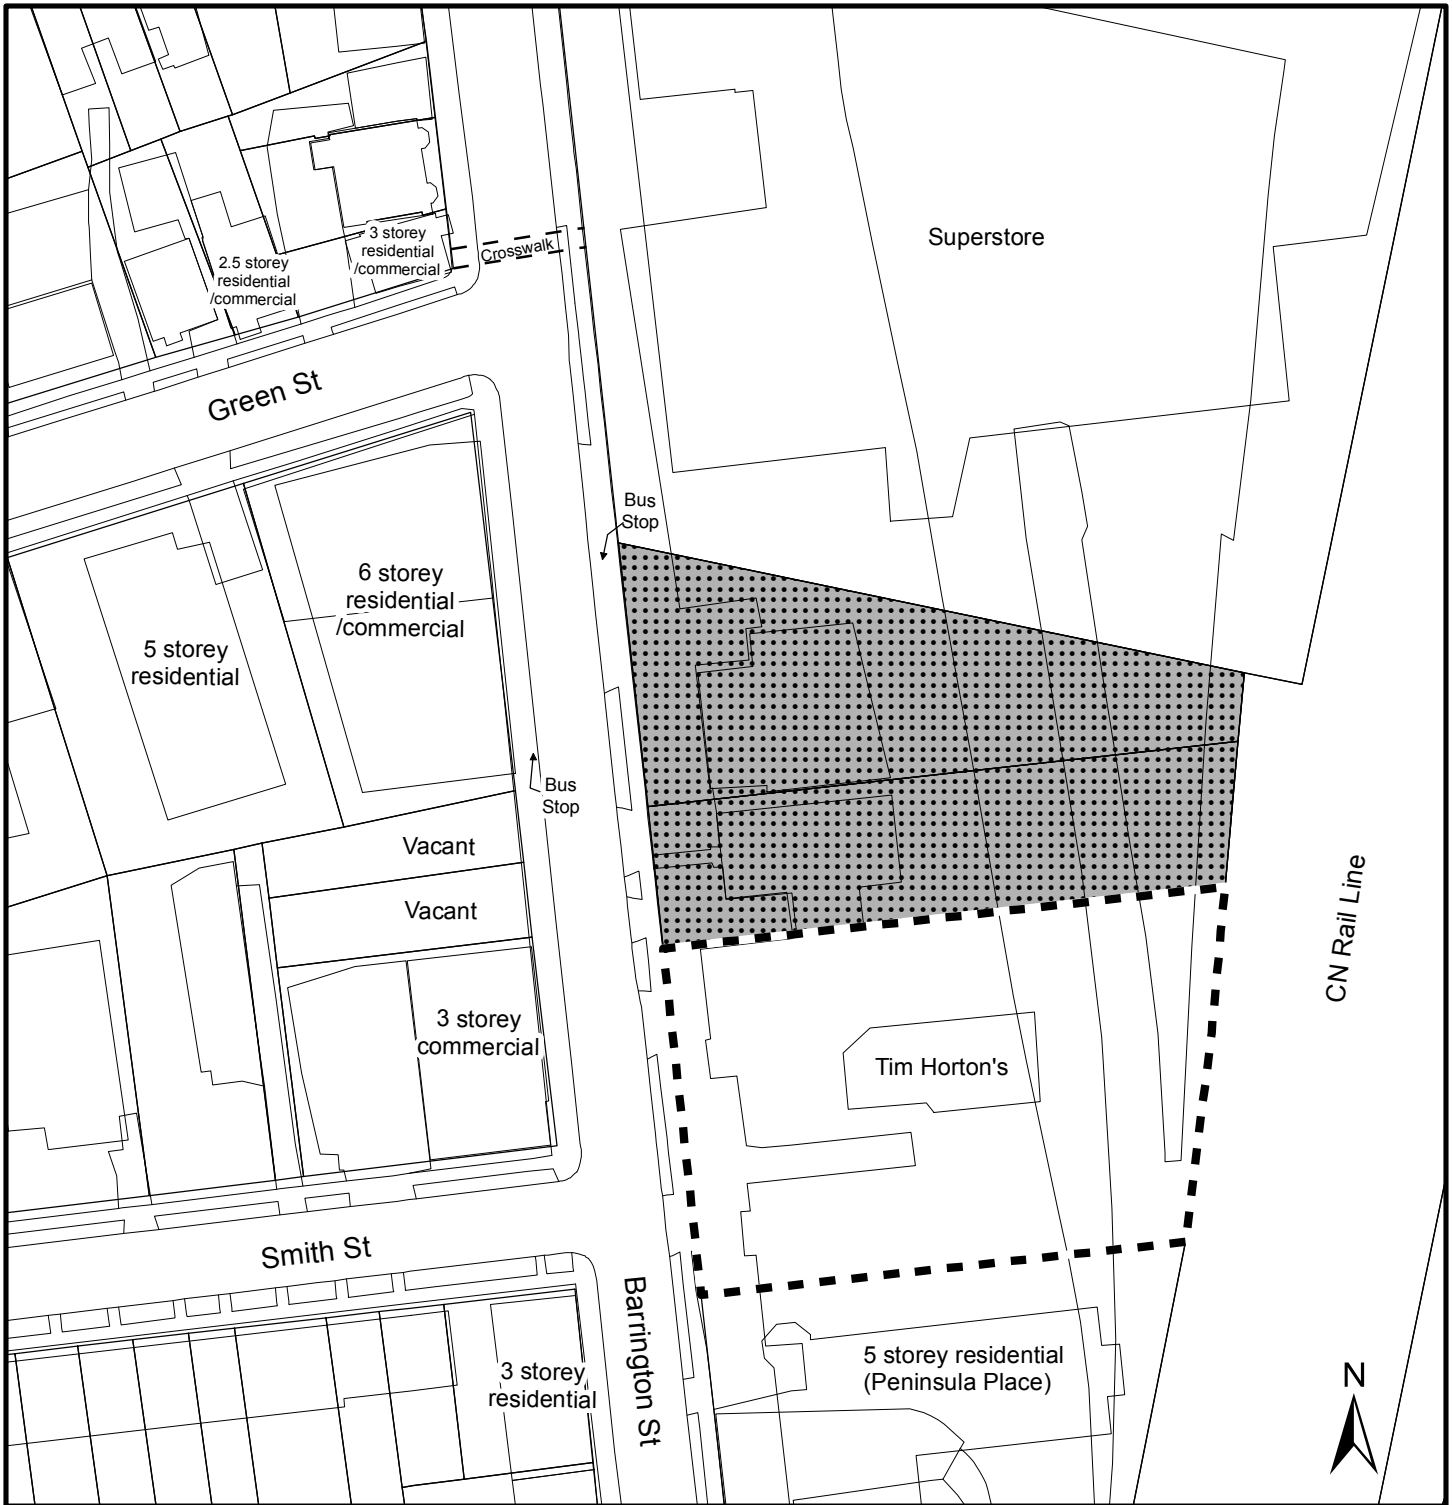 Superstore
3 storey
residential
/commercial
Crosswalk
2.5 storey
residential
/commercial
Green St
Bus
Stop
6 storey
residential
/commercial
5 storey
residential
Bus
Stop
Vacant
Vacant
CN Rail Line
3 storey
commercial
Tim Horton's
Smith St
Barrington St
5 storey residential
(Peninsula Place)
3 storey
residential
N